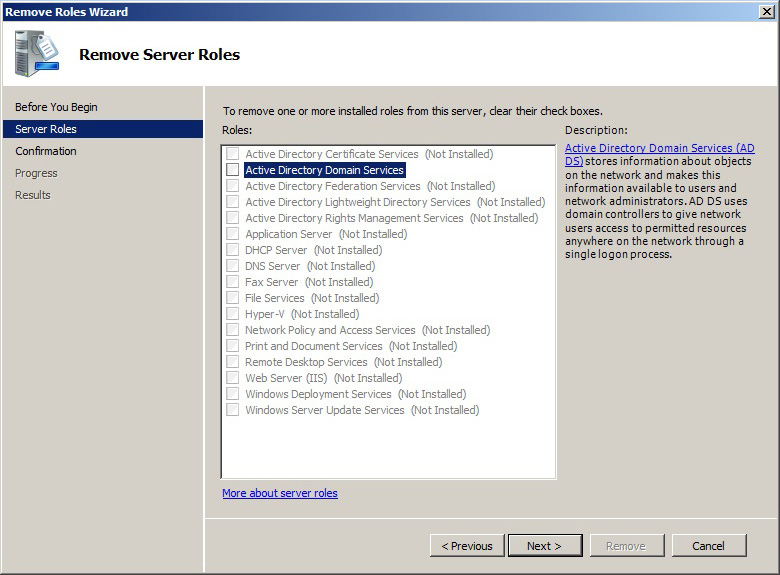 Remove Roles Wizard
Remove Server Roles
Before You Begin
Server Roles
Confirmation
Progress
Results
To remove one or more installed roles from this server, clear their check boxes.
Roles:
Active Directory Certificate Services (Not Installed)
Active Directory Domain Services
Active Directory Federation Services (Not Installed)
Active Directory Lightweight Directory Services (Not Installed)
Active Directory Rights Management Services (Not Installed)
Application Server (Not Installed)
DHCP Server (Not Installed)
DNS Server (Not Installed)
Fax Server (Not Installed)
File Services (Not Installed)
Hyper-V (Not Installed)
Network Policy and Access Services (Not Installed)
Print and Document Services (Not Installed)
Remote Desktop Services (Not Installed)
Web Server (IIS) (Not Installed)
Windows Deployment Services (Not Installed)
Windows Server Update Services (Not Installed)
More about server roles
Description:
Active Directory Domain Services (AD
DS) stores information about objects
on the network and makes this
information available to users and
network administrators. AD DS uses
domain controllers to give network
users access to permitted resources
anywhere on the network through a
single logon process.
< Previous
Next >
Remove
Cancel